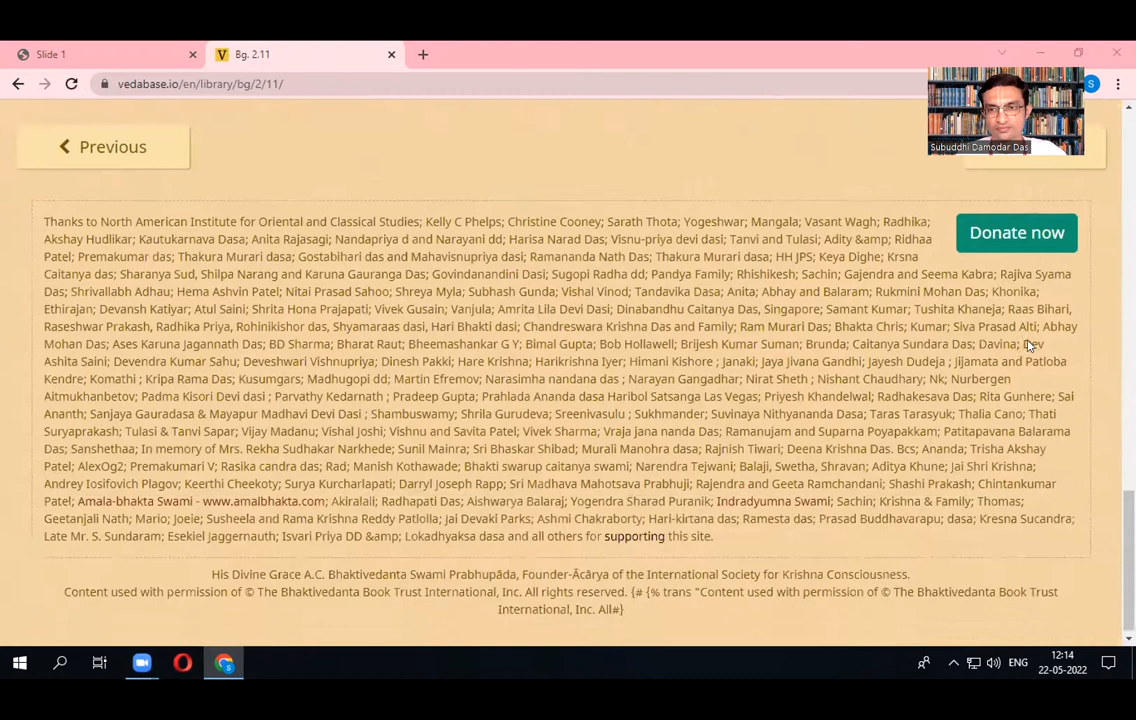 Slide 1
Bg. 2.11
vedabase.io/en/library/bg/2/11/
S
Subuddhi Damodar Das
Previous
Donate now
Thanks to North American Institute for Oriental and Classical Studies; Kelly C Phelps; Christine Cooney; Sarath Thota; Yogeshwar; Mangala; Vasant Wagh; Radhika;
Akshay Hudlikar; Kautukarnava Dasa; Anita Rajasagi; Nandapriya d and Narayani dd; Harisa Narad Das; Visnu-priya devi dasi; Tanvi and Tulasi; Adity &amp; Ridhaa
Patel; Premakumar das; Thakura Murari dasa; Gostabihari das and Mahavisnupriya devi dasi; Ramananda Nath Das; Thakura Murari dasa; HH JPS; Keya Dighe; Krsna
Caitanya das; Sharanya Sud, Shilpa Narang and Karuna Gauranga Das; Govindanandini Dasi; Sugopi Radha dd; Pandya Family; Rhishikesh; Sachin; Gajendra and Seema Kabra; Rajiva Syama
Das; Shrivallabh Adhau; Hema Ashvin Patel; Nitai Prasad Sahoo; Shreya Myla; Subhash Gunda; Vishal Vinod; Tandavika Dasa; Anita; Abhay and Balaram; Rukmini Mohan Das; Khonika;
Ethirajan; Devansh Katiyar; Atul Saini; Shrita Hona Prajapati; Vivek Gusain; Vanjula; Amrita Lila Devi Dasi; Dinabandhu Caitanya Das, Singapore; Samant Kumar; Tushita Khaneja; Raas Bihari,
Raseshwar Prakash, Radhika Priya, Rohinikishor das, Shyamaraas dasi, Hari Bhakti dasi; Chandreswara Krishna Das and Family; Ram Murari Das; Bhakta Chris; Kumar; Siva Prasad Alti; Abhay
Mohan Das; Ases Karuna Jagannath Das; BD Sharma; Bharat Raut; Bheemashankar G Y; Bimal Gupta; Bob Hollawell; Brijesh Kumar Suman; Brunda; Caitanya Sundara Das; Davina; Dev
Ashita Saini; Devendra Kumar Sahu; Deveshwari Vishnupriya; Dinesh Pakki; Hare Krishna; Harikrishna Iyer; Himani Kishore ; Janaki; Jaya Jivana Gandhi; Jayesh Dudeja ; Jijamata and Patloba
Kendre; Komathi ; Kripa Rama Das; Kusumgars; Madhugopi dd; Martin Efremov; Narasimha nandana das ; Narayan Gangadhar; Nirat Sheth ; Nishant Chaudhary; Nk; Nurbergen
Aitmukhanbetov; Padma Kisori Devi dasi ; Parvathy Kedarnath ; Pradeep Gupta; Prahlada Ananda dasa Haribol Satsanga Las Vegas; Priyesh Khandelwal; Radhakesava Das; Rita Gunhere; Sai
Ananth; Sanjaya Gauradasa & Mayapur Madhavi Devi Dasi ; Shambuswamy; Shrila Gurudeva; Sreenivasulu ; Sukhmander; Suvinaya Nithyananda Dasa; Taras Tarasyuk; Thalia Cano; Thati
Suryaprakash; Tulasi & Tanvi Sapar; Vijay Madanu; Vishal Joshi; Vishnu and Savita Patel; Vivek Sharma; Vraja jana nanda Das; Ramanujam and Suparna Poyapakkam; Patitapavana Balarama
Das; Sanshethaa; In memory of Mrs. Rekha Sudhakar Narkhede; Sunil Mainra; Sri Bhaskar Shibad; Murali Manohra dasa; Rajnish Tiwari; Deena Krishna Das. Bcs; Ananda; Trisha Akshay
Patel; AlexOg2; Premakumari V; Rasika candra das; Rad; Manish Kothawade; Bhakti swarup caitanya swami; Narendra Tejwani; Balaji, Swetha, Shravan; Aditya Khune; Jai Shri Krishna;
Andrey Iosifovich Plagov; Keerthi Cheekoty; Surya Kurcharlapati; Darryl Joseph Rapp; Sri Madhava Mahotsava Prabhuji; Rajendra and Geeta Ramchandani; Shashi Prakash; Chintankumar
Patel; Amala-bhakta Swami - www.amalbhakta.com; Akiralali; Radhapati Das; Aishwarya Balaraj; Yogendra Sharad Puranik; Indradyumna Swami; Sachin; Krishna & Family; Thomas;
Geetanjali Nath; Mario; Joeie; Susheela and Rama Krishna Reddy Patlolla; Jai Devaki Parks; Ashmi Chakraborty; Hari-kirtana das; Ramesta das; Prasad Buddhavarapu; dasa; Kresna Sucandra;
Late Mr. S. Sundaram; Esekiel Jaggernauth; Isvari Priya DD &amp; Lokadhyaksa dasa and all others for supporting this site.
His Divine Grace A.C. Bhaktivedanta Swami Prabhupāda, Founder-Ācārya of the International Society for Krishna Consciousness.
Content used with permission of © The Bhaktivedanta Book Trust International, Inc. All rights reserved. {# {% trans "Content used with permission of © The Bhaktivedanta Book Trust
International, Inc. All#}
ENG
12:14
22-05-2022